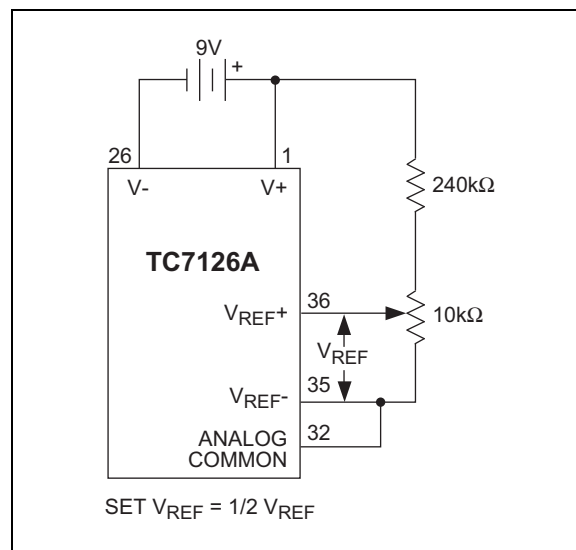 9V
+
26
1
V-
V+
240kΩ
TC7126A
36
VREF+
10kΩ
VREF
35
VREF-
32
ANALOG
COMMON
SET VREF = 1/2 VREF